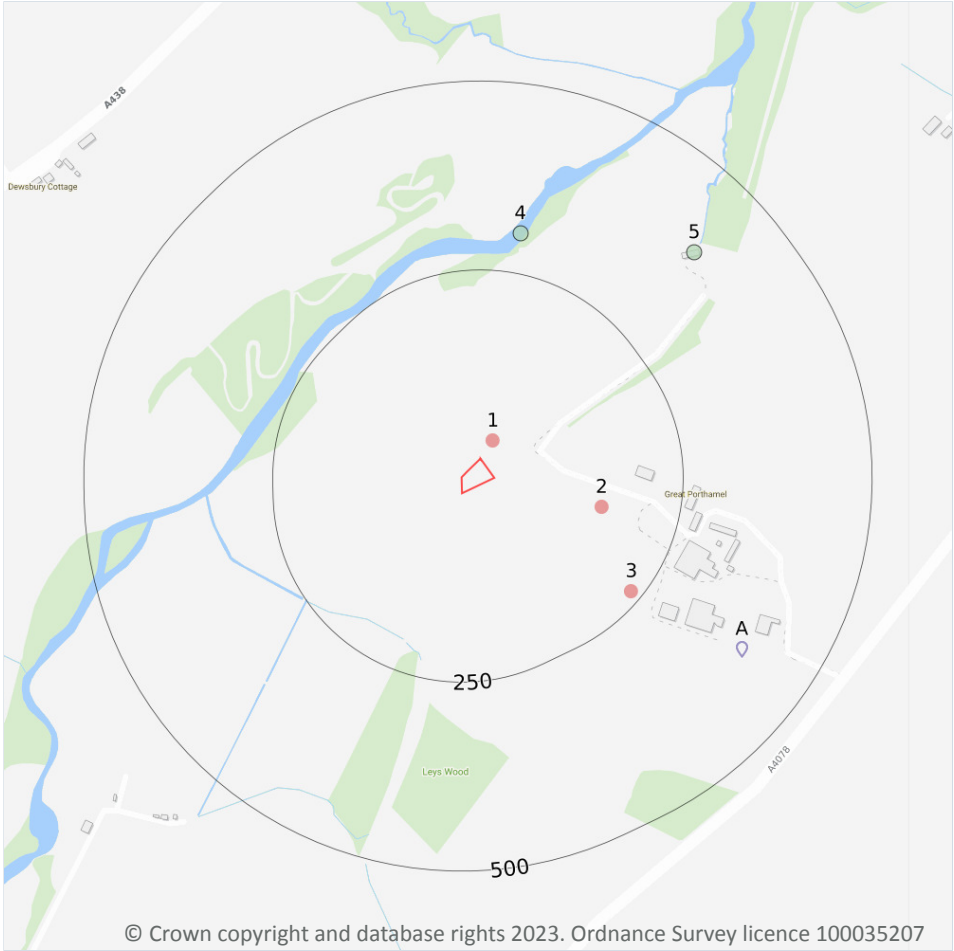 A438
Dewsbury Cottage
4
5
1
2
Great Porthamel
3
A
250
Leys Wood
A4078
500
© Crown copyright and database rights 2023. Ordnance Survey licence 100035207